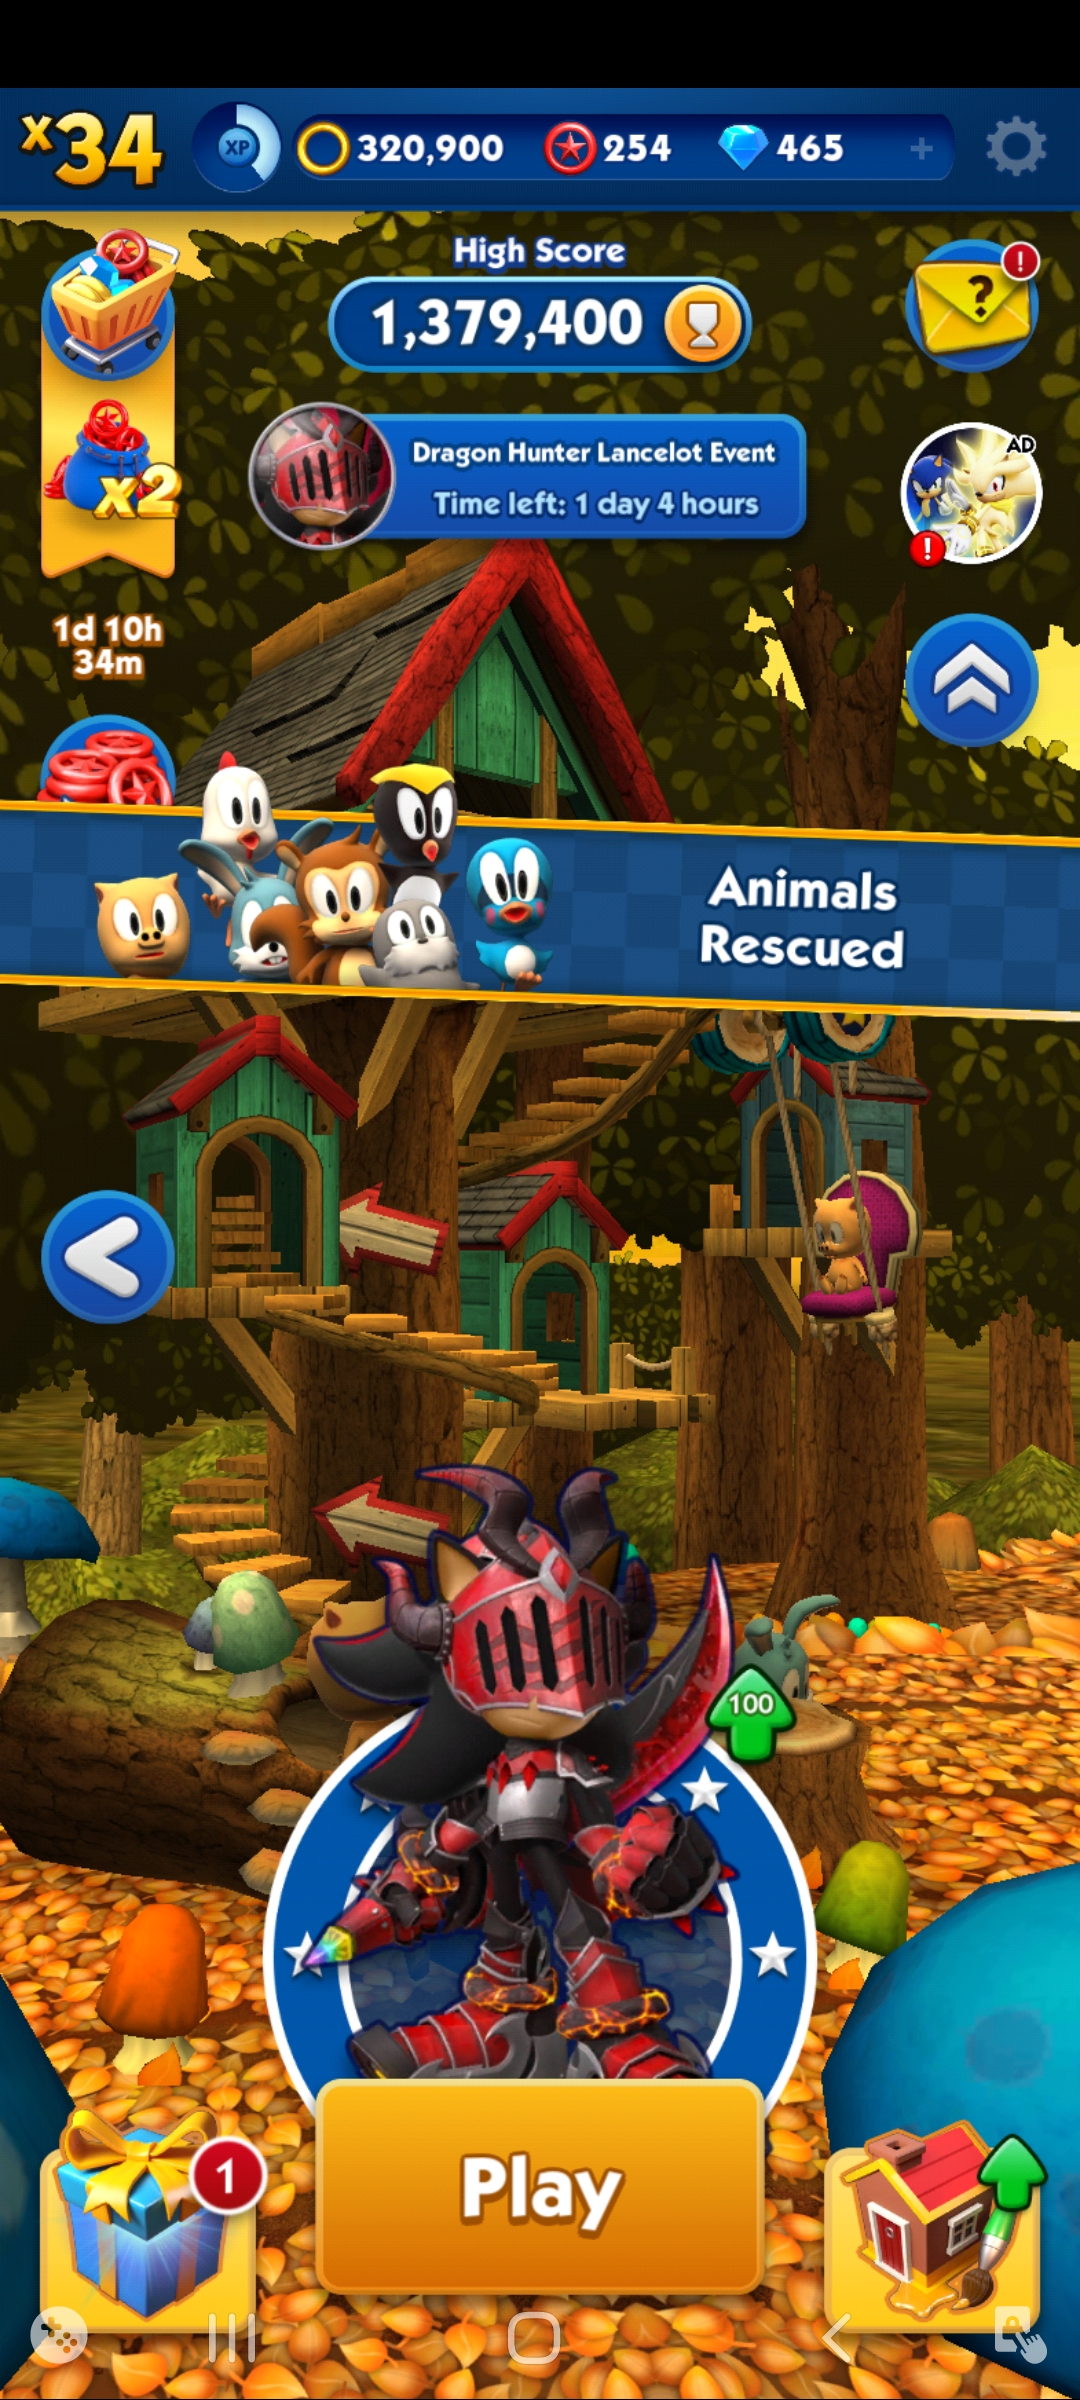 x34
XP
320,900
254
465
+
High Score
1,379,400
?
!
x2
Dragon Hunter Lancelot Event
Time left: 1 day 4 hours
AD
!
1d 10h
34m
Animals
Rescued
100
Play
1